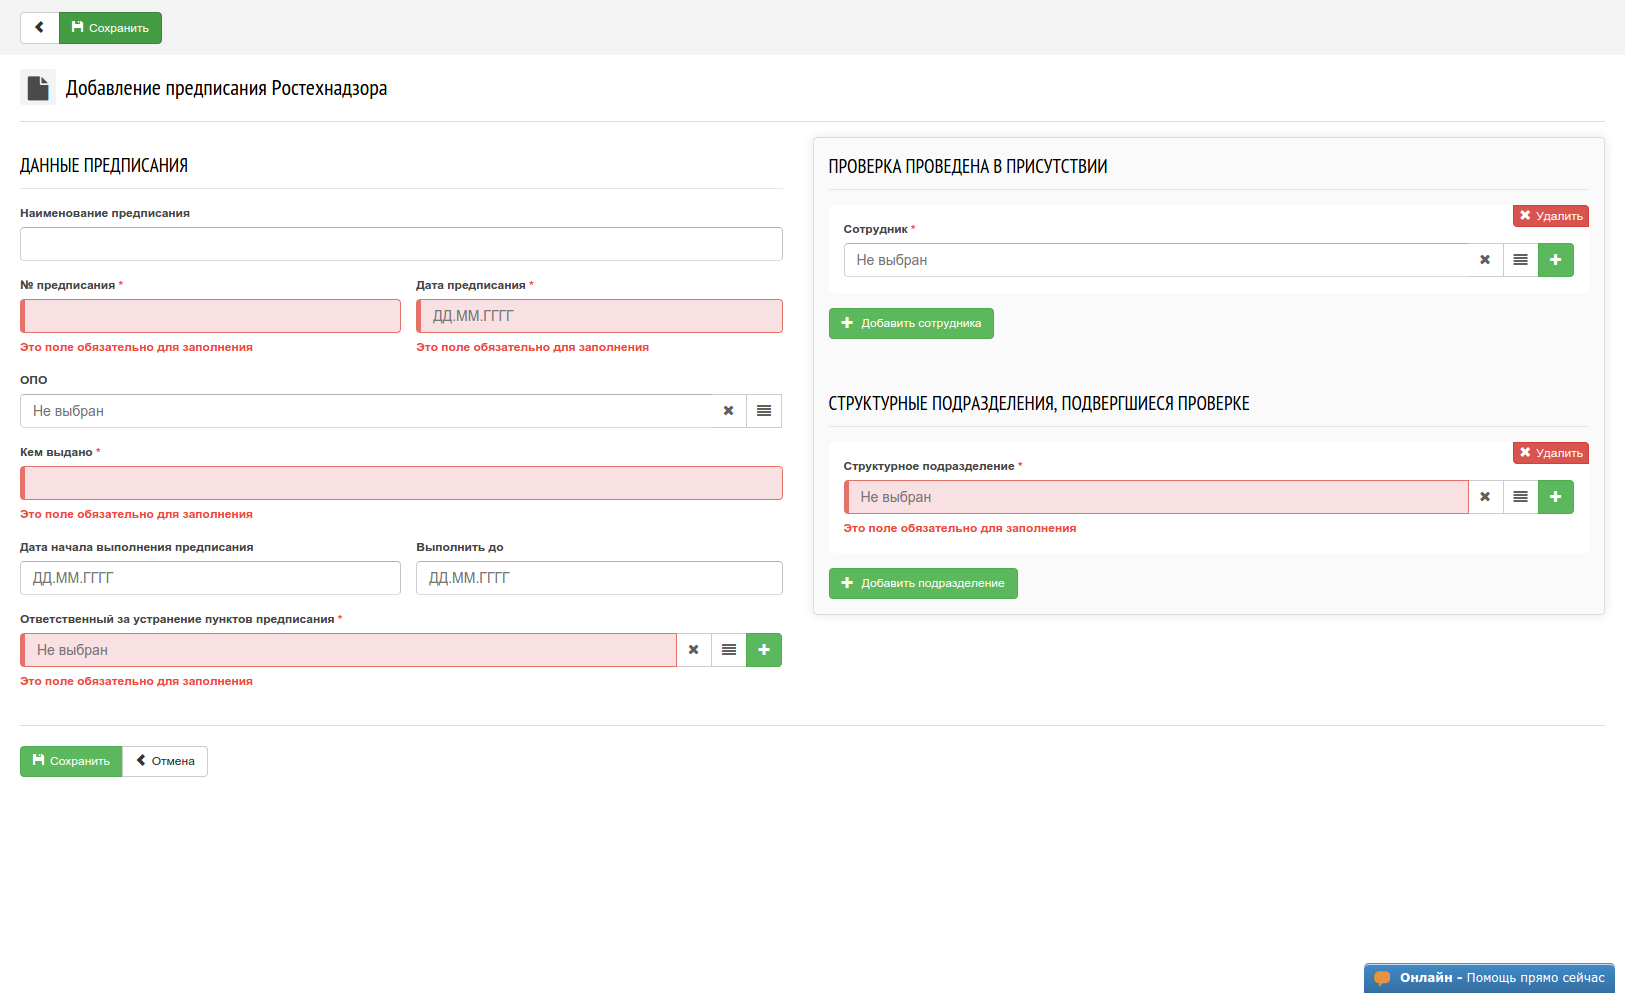 Сохранить
Добавление предписания Ростехнадзора
ДАННЫЕ ПРЕДПИСАНИЯ
Наименование предписания
№ предписания *
Дата предписания *
ДД.ММ.ГГГГ
Это поле обязательно для заполнения
Это поле обязательно для заполнения
ОПО
Не выбран
Кем выдано *
Это поле обязательно для заполнения
Дата начала выполнения предписания
Выполнить до
ДД.ММ.ГГГГ
ДД.ММ.ГГГГ
Ответственный за устранение пунктов предписания *
Не выбран
Это поле обязательно для заполнения
ПРОВЕРКА ПРОВЕДЕНА В ПРИСУТСТВИИ
Удалить
Сотрудник *
Не выбран
Добавить сотрудника
СТРУКТУРНЫЕ ПОДРАЗДЕЛЕНИЯ, ПОДВЕРГШИЕСЯ ПРОВЕРКЕ
Удалить
Структурное подразделение *
Не выбран
Это поле обязательно для заполнения
Добавить подразделение
Сохранить
Отмена
Онлайн - Помощь прямо сейчас